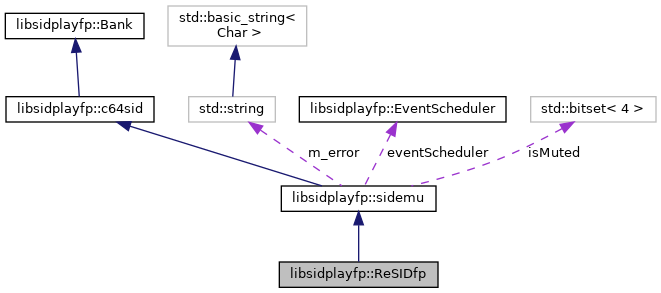 libsidplayfp::Bank
std::basic_string<
Char >
libsidplayfp::c64sid
std::string
libsidplayfp::EventScheduler
std::bitset< 4 >
m_error
eventScheduler
isMuted
libsidplayfp::sidemu
libsidplayfp::ReSIDfp